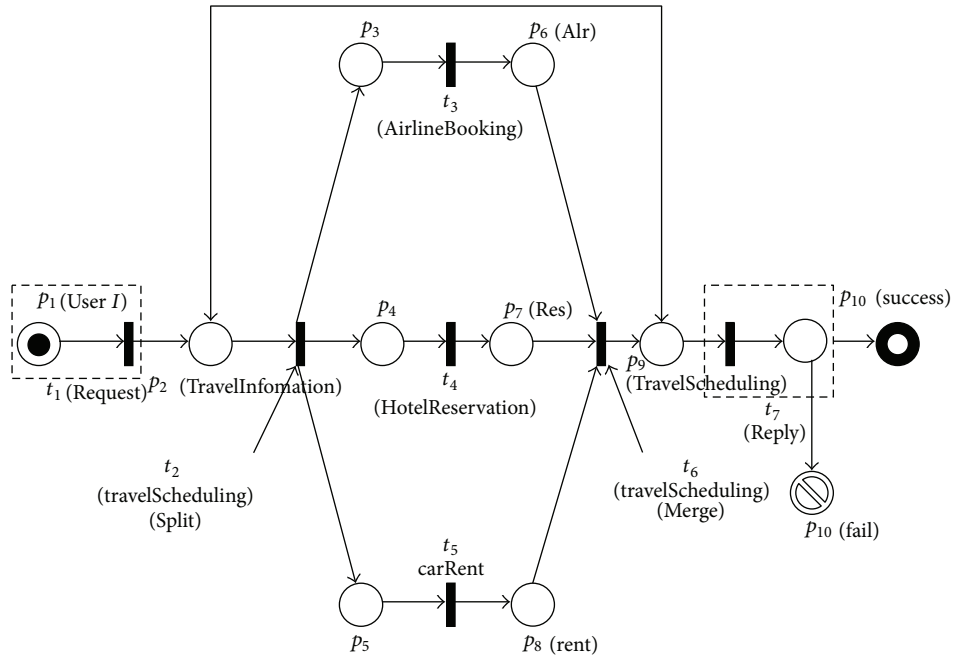 p3
p6 (Alr)
t3
(AirlineBooking)
p1 (User I)
p4
p7 (Res)
p10 (success)
t1 (Request)
p2
(TravelInfomation)
t4
(HotelReservation)
p9
(TravelScheduling)
t7
(Reply)
t2
(travelScheduling)
(Split)
t6
(travelScheduling)
(Merge)
p10 (fail)
t5
carRent
p5
p8 (rent)